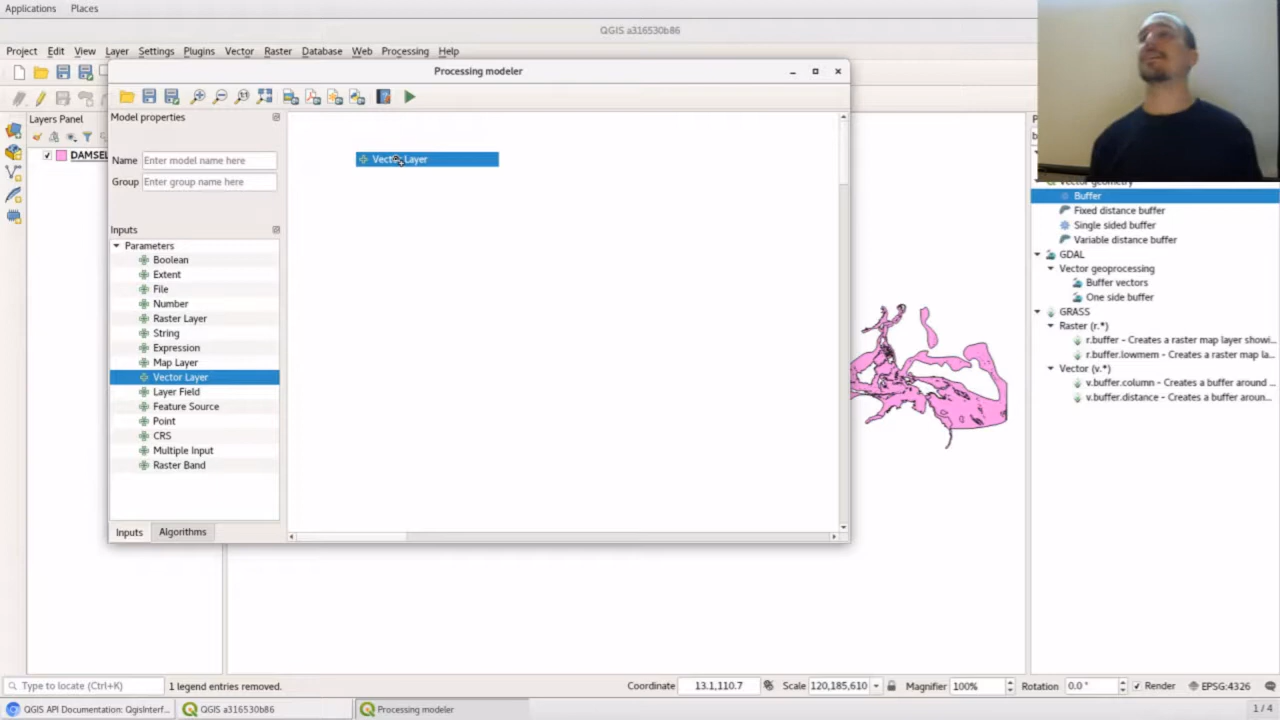 Applications Places
QGIS a316530b86
Project Edit View Layer Settings Plugins Vector Raster Database Web Processing Help
Processing modeler
Model properties
Name Enter model name here
Group Enter group name here
Inputs
Parameters
Boolean
Extent
File
Number
Raster Layer
String
Expression
Map Layer
Vector Layer
Layer Field
Feature Source
Point
CRS
Multiple Input
Raster Band
Inputs Algorithms
Vector Layer
Layers Panel
DAMSEL
Vector geometry
Buffer
Fixed distance buffer
Single sided buffer
Variable distance buffer
GDAL
Vector geoprocessing
Buffer vectors
One side buffer
GRASS
Raster (r.*)
r.buffer - Creates a raster map layer showi...
r.buffer.lowmem - Creates a raster map la...
Vector (v.*)
v.buffer.column - Creates a buffer around ...
v.buffer.distance - Creates a buffer aroun...
Type to locate (Ctrl+K) 1 legend entries removed. Coordinate 13.1,110.7 Scale 120,185,610 Magnifier 100% Rotation 0.0 ° Render EPSG:4326
QGIS API Documentation: QgisInterf... QGIS a316530b86 Processing modeler 1 / 4